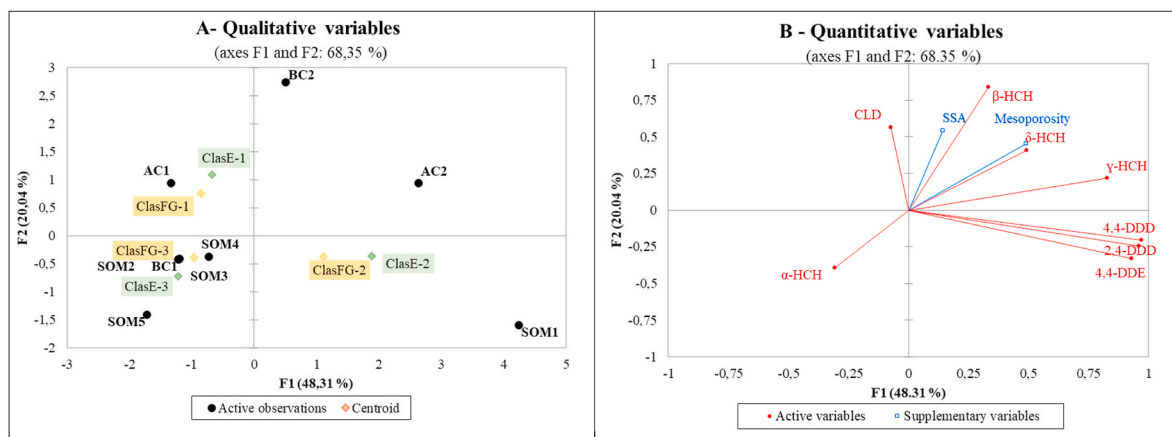 A- Qualitative variables
(axes F1 and F2: 68,35 %)
3
2,5
2
1,5
1
0,5
0
-0,5
-1
-1,5
-2
F2 (20,04 %)
BC2
ClasE-1
AC1
AC2
ClasFG-1
ClasFG-3
SOM4
SOM2
BC1
SOM3
ClasFG-2
ClasE-2
ClasE-3
SOM5
SOM1
-3
-2
-1
0
1
2
3
4
5
F1 (48,31 %)
Active observations
Centroid
B - Quantitative variables
(axes F1 and F2: 68.35 %)
1
0,75
0,5
0,25
0
-0,25
-0,5
-0,75
-1
F2 (20.04 %)
β-HCH
CLD
SSA
Mesoporosity
δ-HCH
γ-HCH
4,4-DDD
2,4-DDD
4,4-DDE
α-HCH
-1
-0,75
-0,5
-0,25
0
0,25
0,5
0,75
1
F1 (48.31 %)
Active variables
Supplementary variables